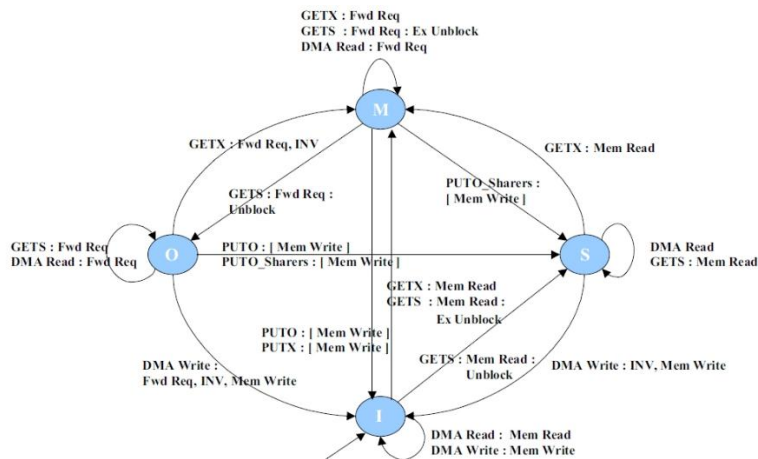 GETX : Fwd Req
GETS : Fwd Req : Ex Unblock
DMA Read : Fwd Req
M
GETX : Fwd Req, INV
GETX : Mem Read
GETS : Fwd Req :
Unblock
PUTO_Sharers :
[ Mem Write ]
GETS : Fwd Req
DMA Read : Fwd Req
O
PUTO : [ Mem Write ]
PUTO_Sharers : [ Mem Write ]
S
DMA Read
GETS : Mem Read
GETX : Mem Read
GETS : Mem Read :
Ex Unblock
PUTO : [ Mem Write ]
PUTX : [ Mem Write ]
DMA Write :
Fwd Req, INV, Mem Write
GETS : Mem Read :
Unblock
DMA Write : INV, Mem Write
I
DMA Read : Mem Read
DMA Write : Mem Write